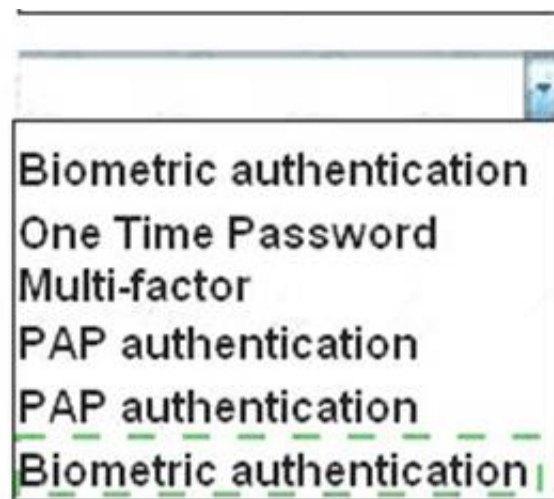 Biometric authentication
One Time Password
Multi-factor
PAP authentication
PAP authentication
Biometric authentication